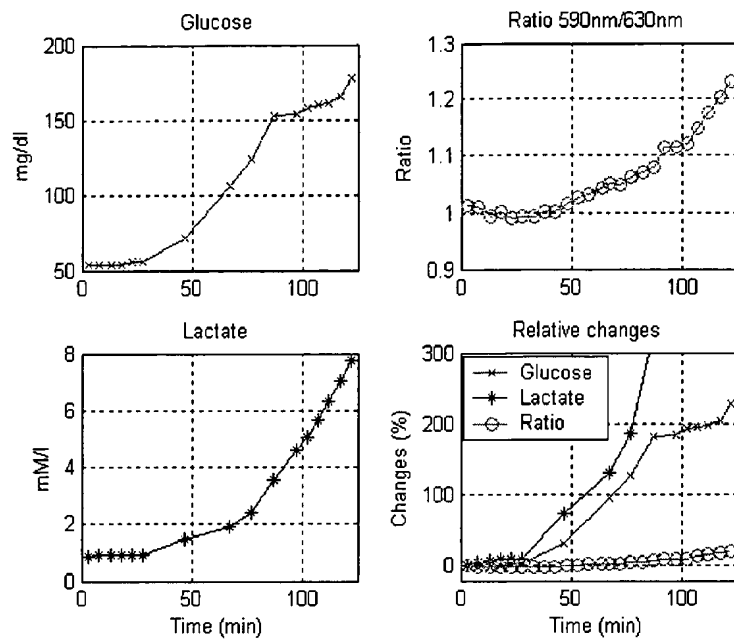 Glucose
200
150
100
50
mg/dl
0
50
100
Ratio 590nm/630nm
1.3
1.2
1.1
1
0.9
Ratio
0
50
100
Lactate
8
6
4
2
0
mM/l
0
50
100
Time (min)
Relative changes
300
200
100
0
Changes (%)
Glucose
Lactate
Ratio
0
50
100
Time (min)